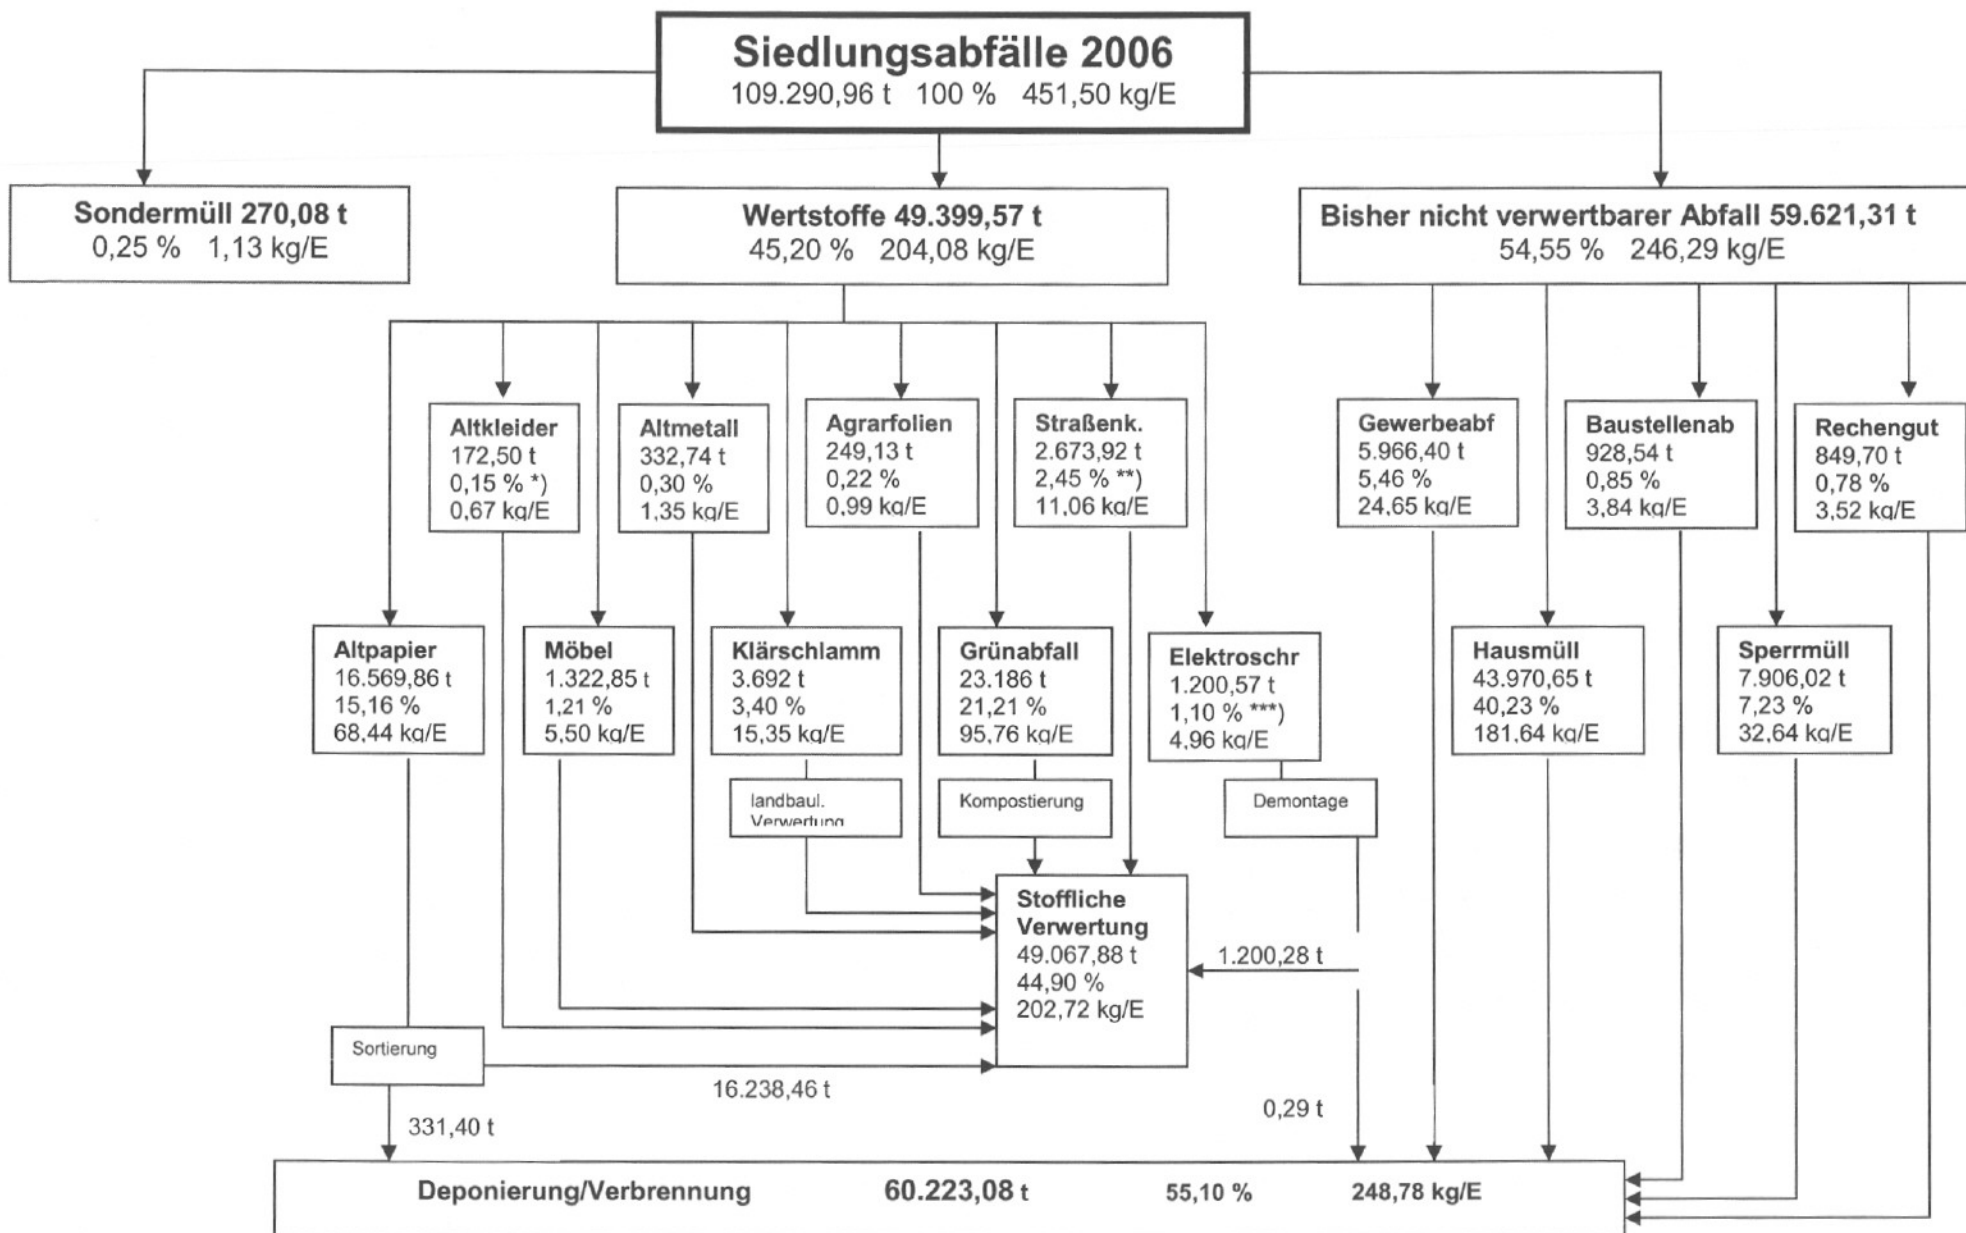 Siedlungsabfälle 2006
109.290,96 t 100 % 451,50 kg/E
Sondermüll 270,08 t
0,25 % 1,13 kg/E
Wertstoffe 49.399,57 t
45,20 % 204,08 kg/E
Bisher nicht verwertbarer Abfall 59.621,31 t
54,55 % 246,29 kg/E
Altkleider
172,50 t
0,15 % *)
0,67 kg/E
Altmetall
332,74 t
0,30 %
1,35 kg/E
Agrarfolien
249,13 t
0,22 %
0,99 kg/E
Straßenk.
2.673,92 t
2,45 % **)
11,06 kg/E
Gewerbeabf
5.966,40 t
5,46 %
24,65 kg/E
Baustellenab
928,54 t
0,85 %
3,84 kg/E
Rechengut
849,70 t
0,78 %
3,52 kg/E
Altpapier
16.569,86 t
15,16 %
68,44 kg/E
Möbel
1.322,85 t
1,21 %
5,50 kg/E
Klärschlamm
3.692 t
3,40 %
15,35 kg/E
Grünabfall
23.186 t
21,21 %
95,76 kg/E
Elektroschr
1.200,57 t
1,10 % ***)
4,96 kg/E
Hausmüll
43.970,65 t
40,23 %
181,64 kg/E
Sperrmüll
7.906,02 t
7,23 %
32,64 kg/E
landbaul.
Verwertung
Kompostierung
Demontage
Stoffliche
Verwertung
49.067,88 t
44,90 %
202,72 kg/E
1.200,28 t
Sortierung
16.238,46 t
0,29 t
331,40 t
Deponierung/Verbrennung 60.223,08 t 55,10 % 248,78 kg/E